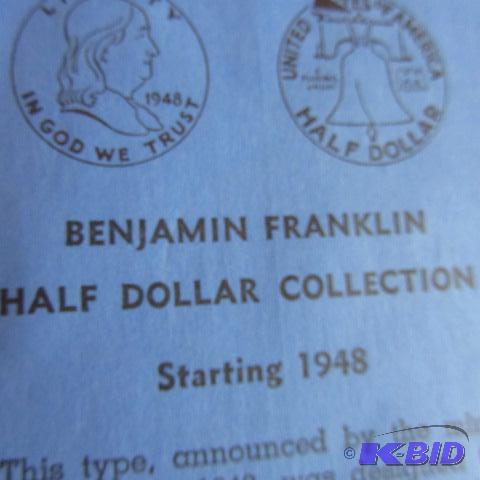 LIBERTY
1948
IN GOD WE TRUST
UNITED STATES OF AMERICA
HALF DOLLAR
BENJAMIN FRANKLIN
HALF DOLLAR COLLECTION
Starting 1948
This type, announced by the
was
© K-BID